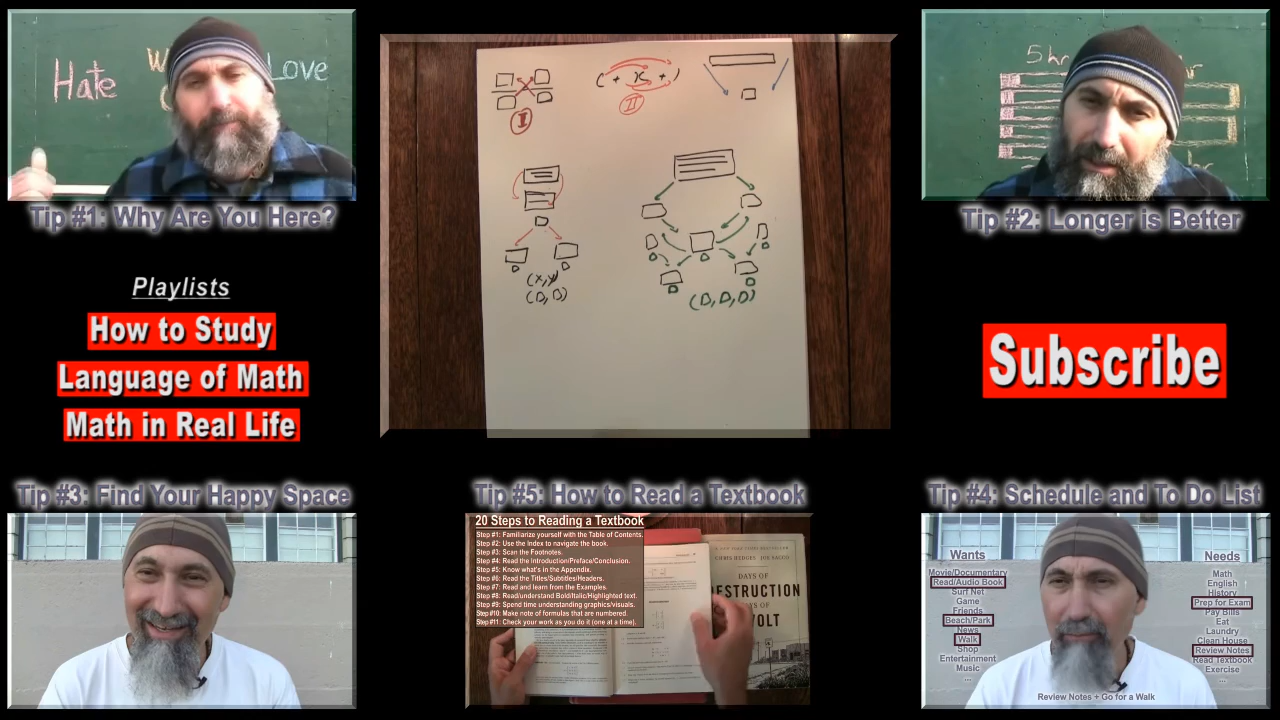 Hate
Love
Tip #1: Why Are You Here?
Playlists
How to Study
Language of Math
Math in Real Life
I
II
(x,y)
Tip #2: Longer is Better
Subscribe
Tip #3: Find Your Happy Space
Tip #5: How to Read a Textbook
20 Steps to Reading a Textbook
Step #1: Familiarize yourself with the Table of Contents.
Step #2: Use the Index to navigate the book.
Step #3: Scan the Footnotes.
Step #4: Read the Introduction/Preface/Conclusion.
Step #5: Know what's in the Appendix.
Step #6: Read the Titles/Subtitles/Headers.
Step #7: Read and learn from the Examples.
Step #8: Read/understand Bold/Italic/Highlighted text.
Step #9: Spend time understanding graphics/visuals.
Step #10: Make note of formulas that are numbered.
Step #11: Check your work as you do it (one at a time).
CHRIS HEDGES JOE SACCO
DAYS OF
Tip #4: Schedule and To Do List
Wants
Movie/Documentary
Read/Audio Book
Surf Net
Game
Friends
Beach/Park
News
Walk
Shop
Entertainment
Music
...
Needs
Math
English
History
Prep for Exam
Pay Bills
Eat
Laundry
Clean House
Review Notes
Read Textbook
Exercise
...
Review Notes + Go for a Walk